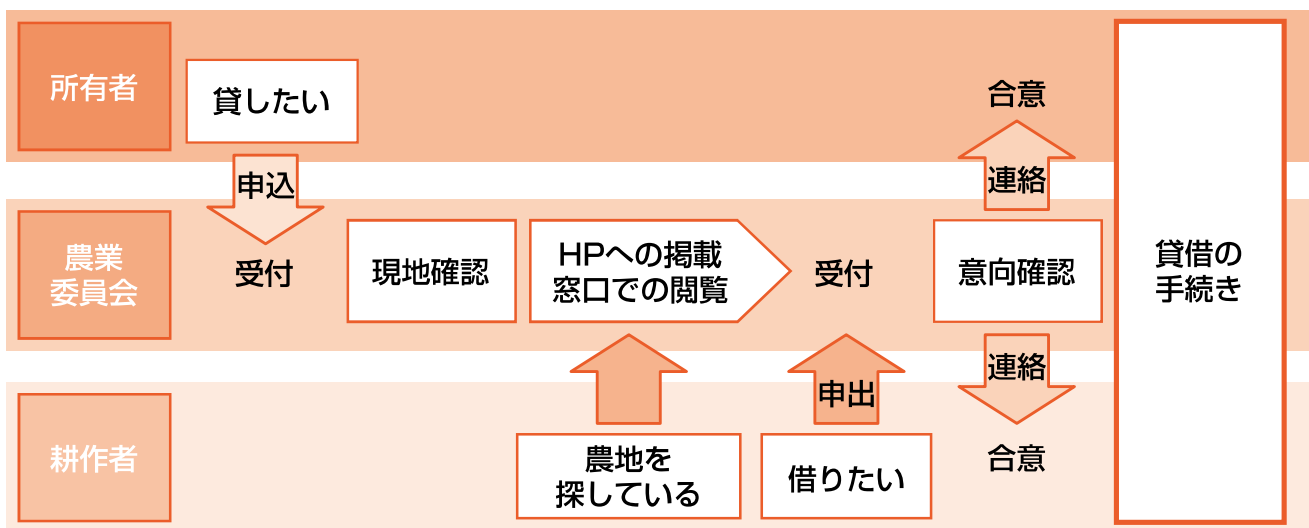 所有者
貸したい
申込
合意
連絡
農業
委員会
受付
現地確認
HPへの掲載
窓口での閲覧
受付
意向確認
貸借の
手続き
耕作者
農地を
探している
申出
借りたい
連絡
合意